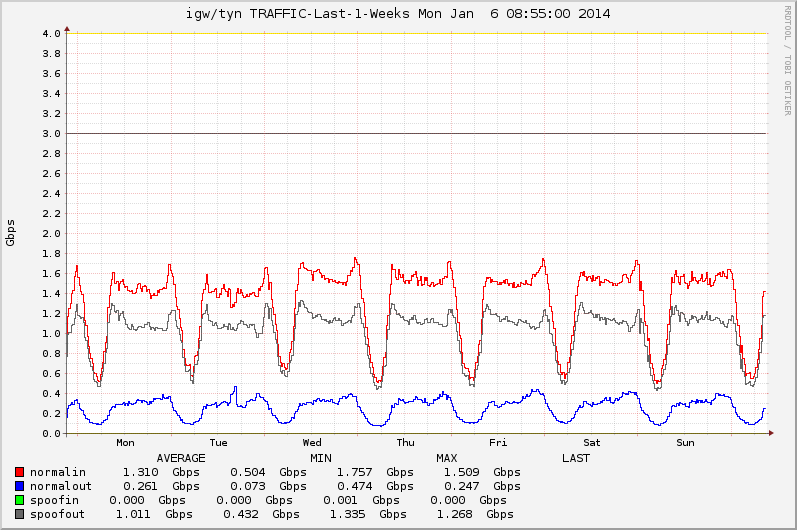 igw/tyn TRAFFIC-Last-1-Weeks Mon Jan  6 08:55:00 2014
RRDTOOL / TOBI OETIKER
Gbps
4.0
3.8
3.6
3.4
3.2
3.0
2.8
2.6
2.4
2.2
2.0
1.8
1.6
1.4
1.2
1.0
0.8
0.6
0.4
0.2
0.0
Mon Tue Wed Thu Fri Sat Sun
AVERAGE MIN MAX LAST
normalin 1.310 Gbps 0.504 Gbps 1.757 Gbps 1.509 Gbps
normalout 0.261 Gbps 0.073 Gbps 0.474 Gbps 0.247 Gbps
spoofin 0.000 Gbps 0.000 Gbps 0.001 Gbps 0.000 Gbps
spoofout 1.011 Gbps 0.432 Gbps 1.335 Gbps 1.268 Gbps